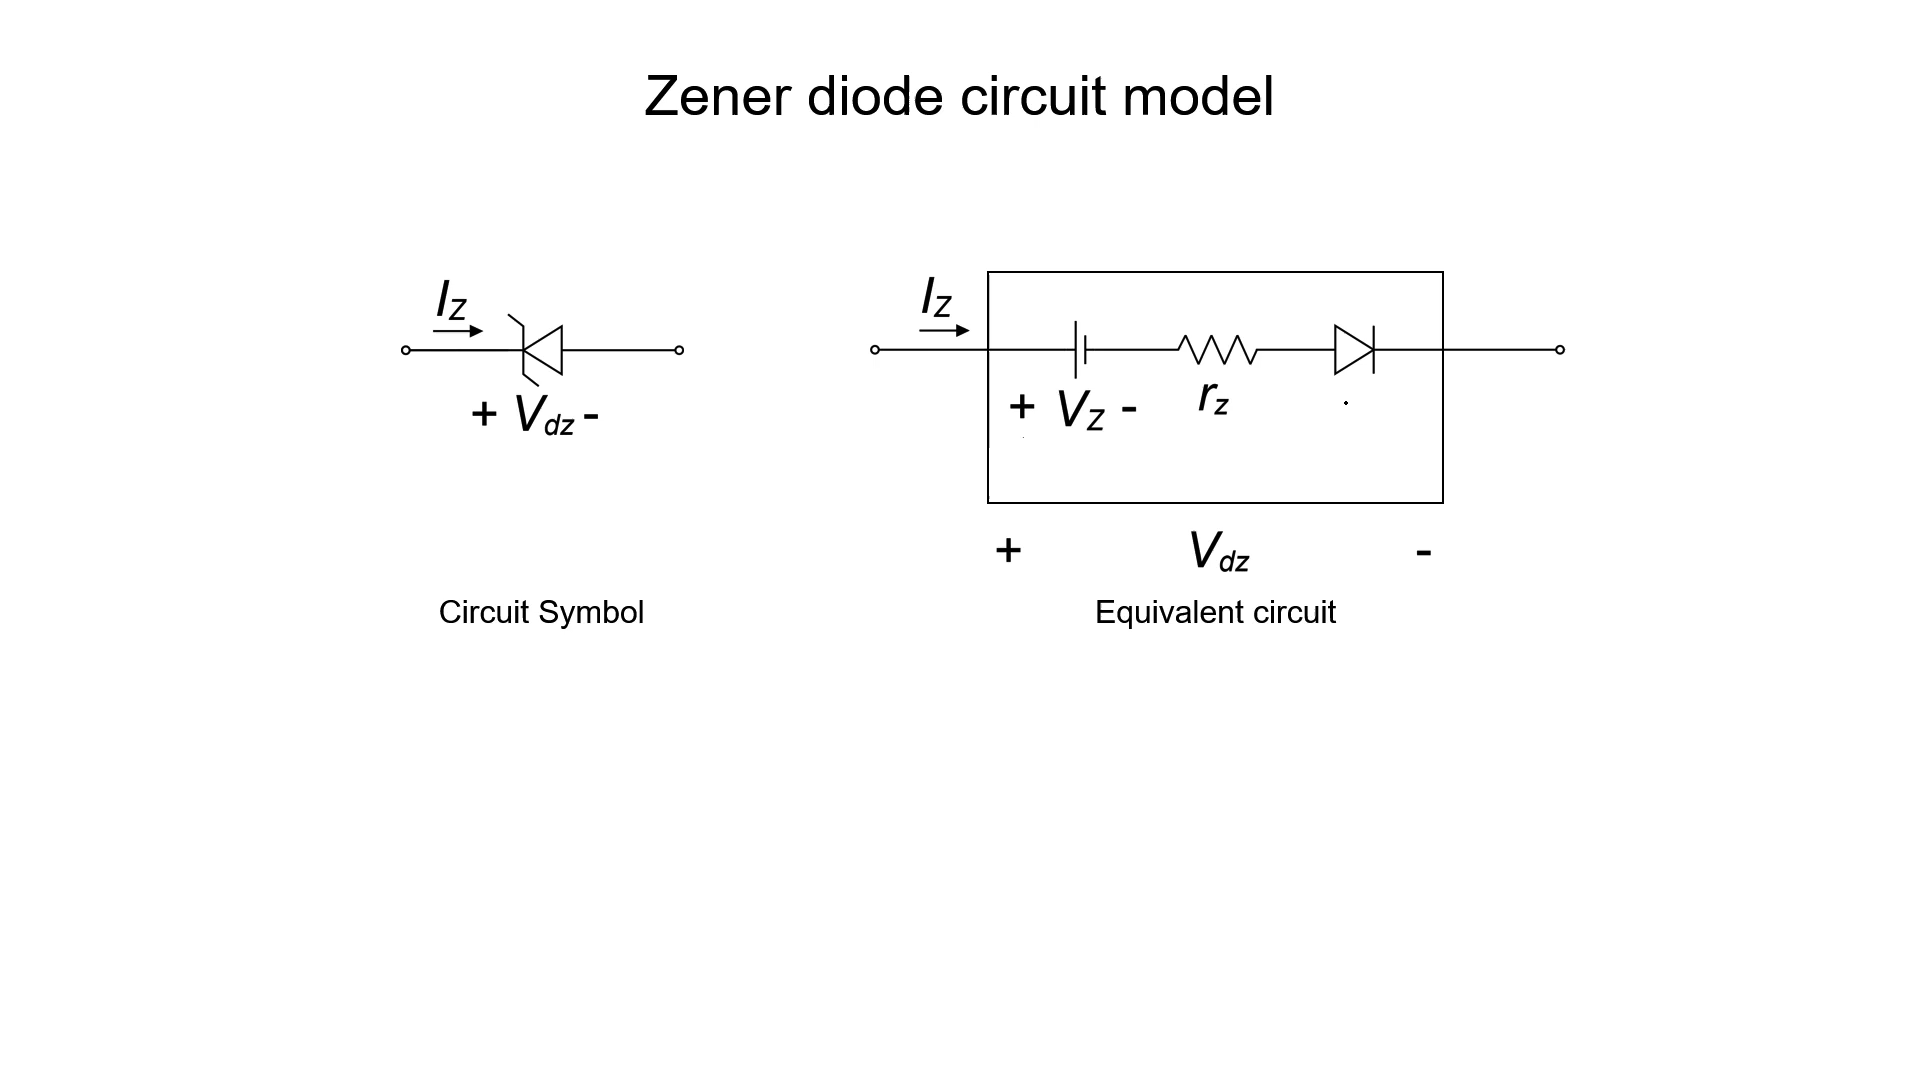 Zener diode circuit model
IZ
+ Vdz -
IZ
+ VZ - rz
+ Vdz -
Circuit Symbol
Equivalent circuit